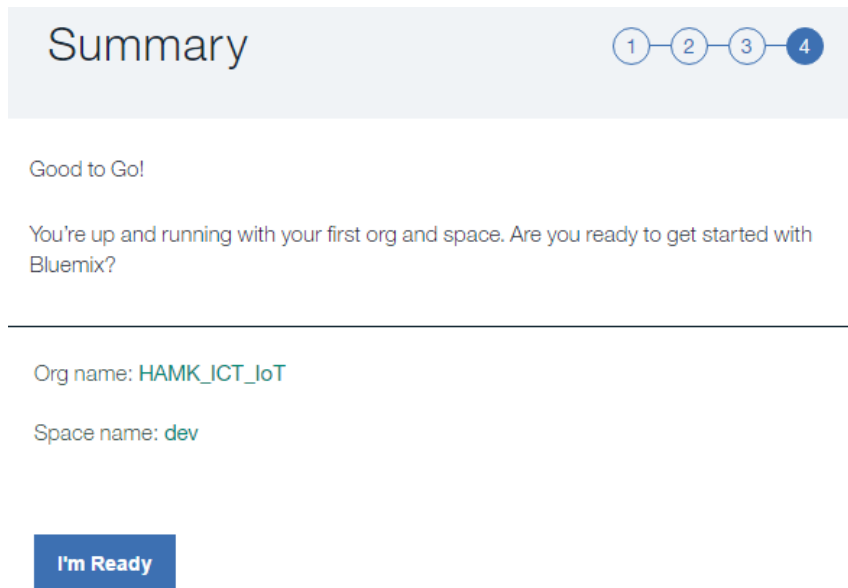 Summary
1 2 3 4
Good to Go!
You're up and running with your first org and space. Are you ready to get started with
Bluemix?
Org name: HAMK_ICT_IoT
Space name: dev
I'm Ready